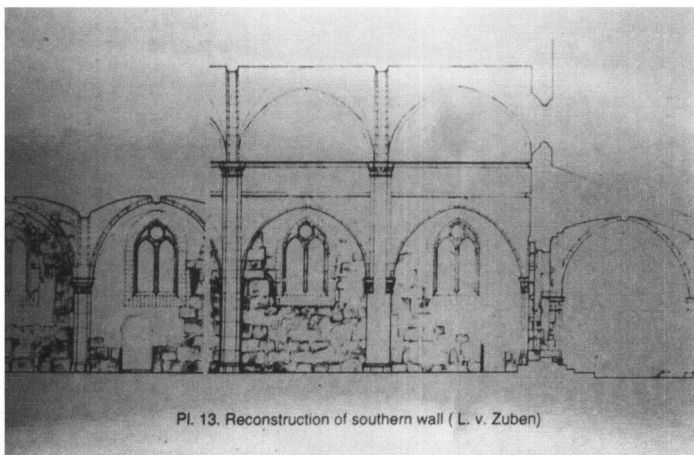 Pl. 13. Reconstruction of southern wall ( L. v. Zuben)